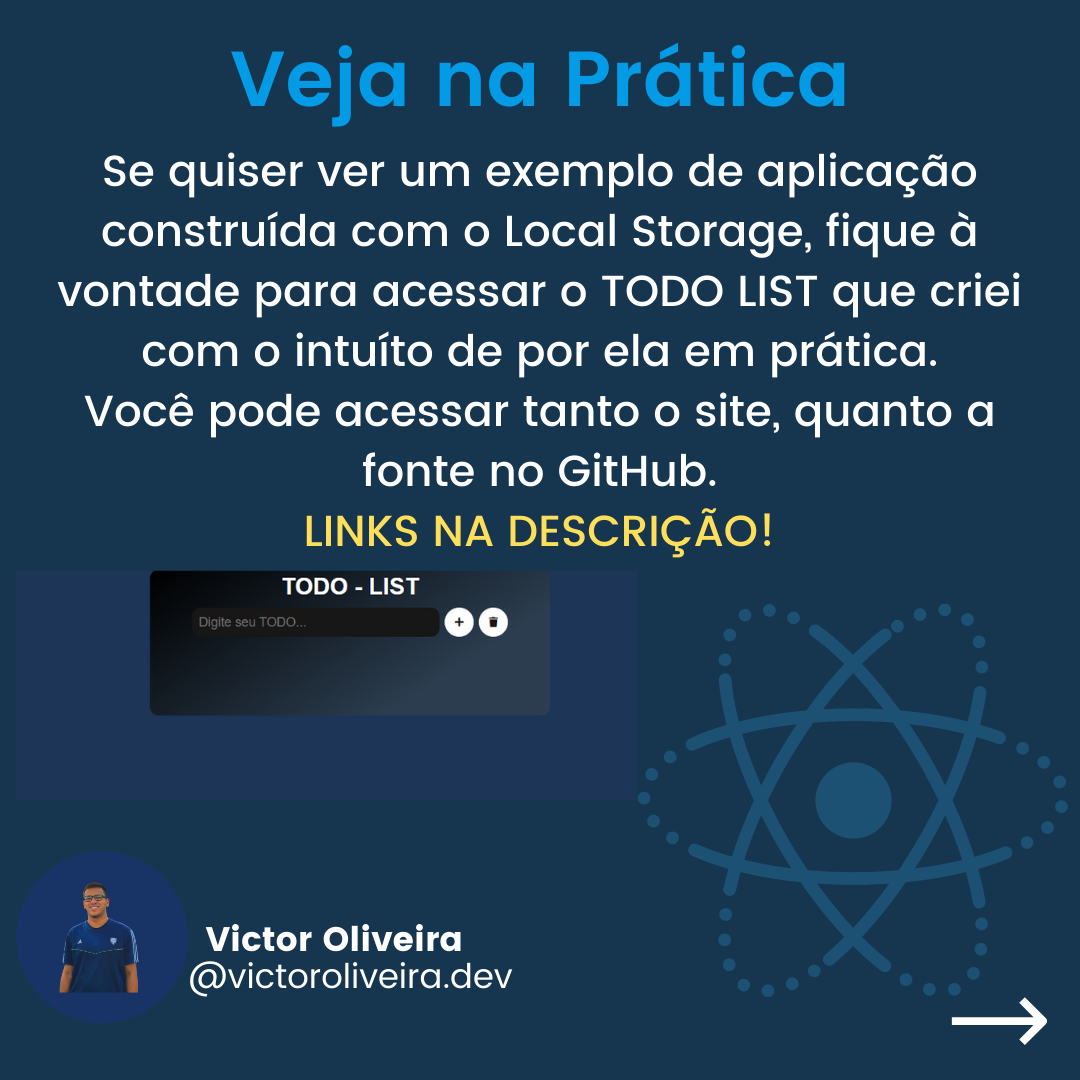 Veja na Prática
Se quiser ver um exemplo de aplicação
construída com o Local Storage, fique à
vontade para acessar o TODO LIST que criei
com o intuíto de por ela em prática.
Você pode acessar tanto o site, quanto a
fonte no GitHub.
LINKS NA DESCRIÇÃO!
TODO - LIST
Digite seu TODO...
Victor Oliveira
@victoroliveira.dev